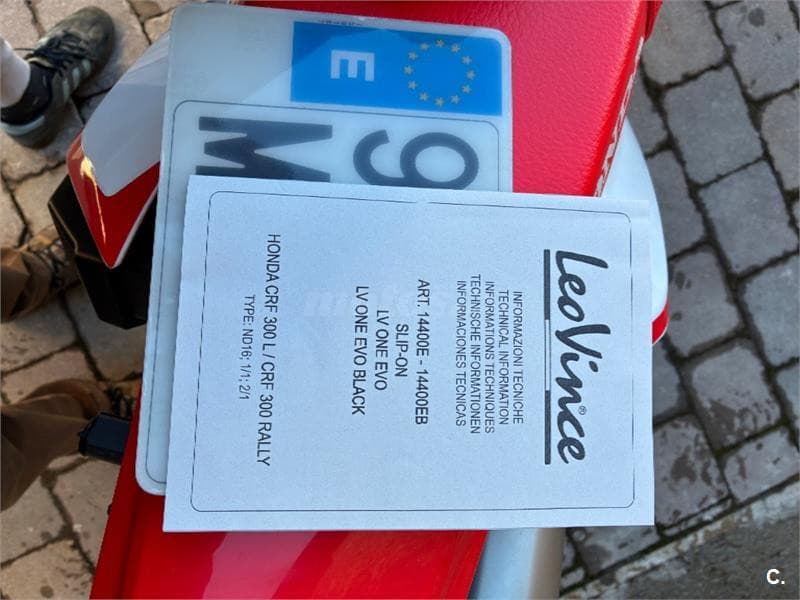 E
9
M
LeoVince®
INFORMAZIONI TECNICHE
TECHNICAL INFORMATION
INFORMATIONS TECHNIQUES
TECHNISCHE INFORMATIONEN
INFORMACIONES TECNICAS
ART. 14400E - 14400EB
SLIP-ON
LV ONE EVO
LV ONE EVO BLACK
HONDA CRF 300 L / CRF 300 RALLY
TYPE: ND16; 1/1; 2/1
C.